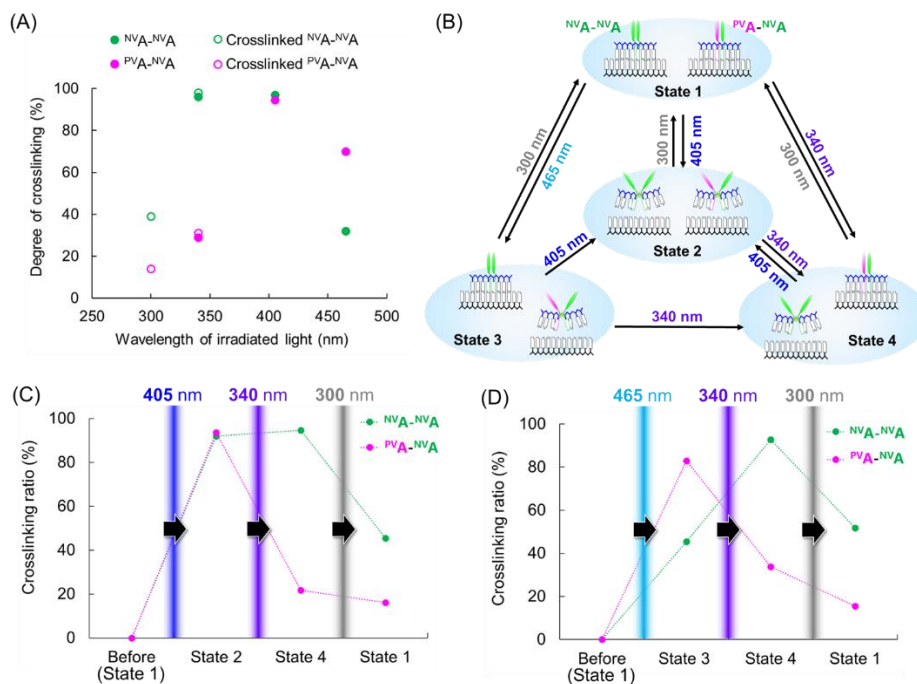 (A)
ᴺⱽA-ᴺⱽA
Crosslinked ᴺⱽA-ᴺⱽA
ᴾⱽA-ᴺⱽA
Crosslinked ᴾⱽA-ᴺⱽA
Degree of crosslinking (%)
100
80
60
40
20
0
250 300 350 400 450 500
Wavelength of irradiated light (nm)
(B)
ᴺⱽA-ᴺⱽA
ᴾⱽA-ᴺⱽA
State 1
300 nm
465 nm
300 nm
405 nm
340 nm
300 nm
State 2
405 nm
340 nm
405 nm
State 3
340 nm
State 4
(C)
405 nm 340 nm 300 nm
ᴺⱽA-ᴺⱽA
ᴾⱽA-ᴺⱽA
Crosslinking ratio (%)
100
80
60
40
20
0
Before State 2 State 4 State 1
(State 1)
(D)
465 nm 340 nm 300 nm
ᴺⱽA-ᴺⱽA
ᴾⱽA-ᴺⱽA
Crosslinking ratio (%)
100
80
60
40
20
0
Before State 3 State 4 State 1
(State 1)